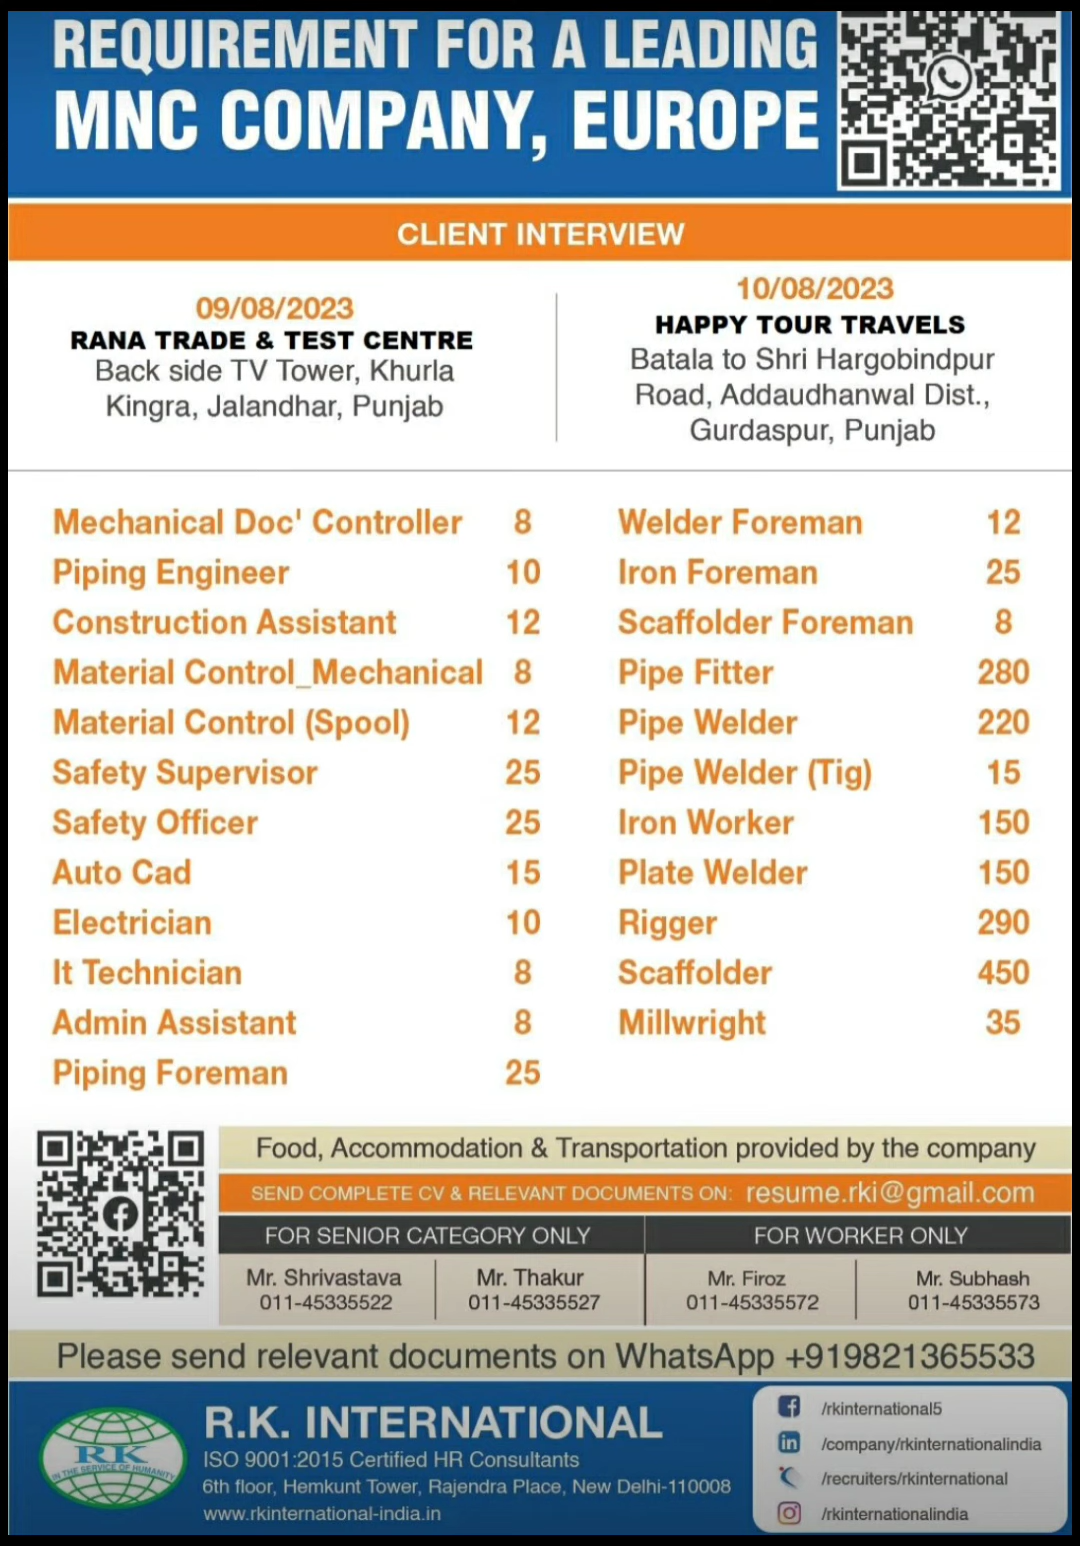 REQUIREMENT FOR A LEADING
MNC COMPANY, EUROPE
CLIENT INTERVIEW
09/08/2023
RANA TRADE & TEST CENTRE
Back side TV Tower, Khurla
Kingra, Jalandhar, Punjab
10/08/2023
HAPPY TOUR TRAVELS
Batala to Shri Hargobindpur
Road, Addaudhanwal Dist.,
Gurdaspur, Punjab
Mechanical Doc' Controller 8
Piping Engineer 10
Construction Assistant 12
Material Control_Mechanical 8
Material Control (Spool) 12
Safety Supervisor 25
Safety Officer 25
Auto Cad 15
Electrician 10
It Technician 8
Admin Assistant 8
Piping Foreman 25
Welder Foreman 12
Iron Foreman 25
Scaffolder Foreman 8
Pipe Fitter 280
Pipe Welder 220
Pipe Welder (Tig) 15
Iron Worker 150
Plate Welder 150
Rigger 290
Scaffolder 450
Millwright 35
Food, Accommodation & Transportation provided by the company
SEND COMPLETE CV & RELEVANT DOCUMENTS ON: resume.rki@gmail.com
FOR SENIOR CATEGORY ONLY
Mr. Shrivastava
011-45335522
Mr. Thakur
011-45335527
FOR WORKER ONLY
Mr. Firoz
011-45335572
Mr. Subhash
011-45335573
Please send relevant documents on WhatsApp +919821365533
RK
IN THE SERVICE OF HUMANITY
R.K. INTERNATIONAL
ISO 9001:2015 Certified HR Consultants
6th floor, Hemkunt Tower, Rajendra Place, New Delhi-110008
www.rkinternational-india.in
/rkinternational5
/company/rkinternationalindia
/recruiters/rkinternational
/rkinternationalindia